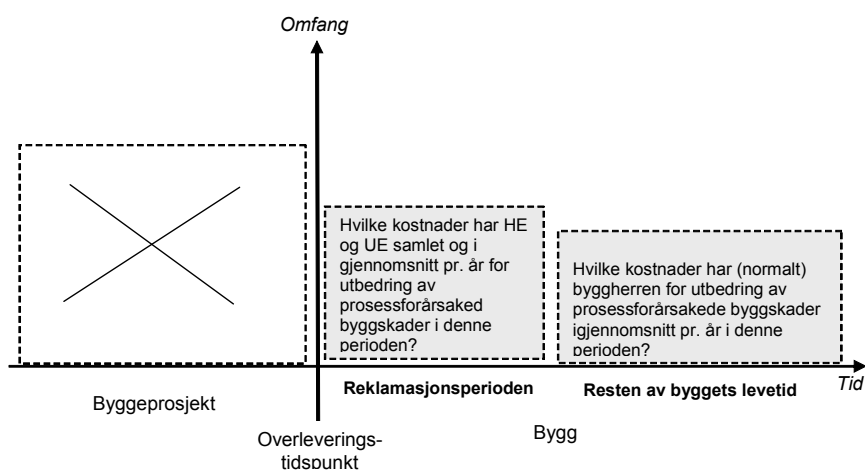 Omfang
Hvilke kostnader har HE
og UE samlet og i
gjennomsnitt pr. år for
utbedring av
prosessforårsaked
byggskader i denne
perioden?
Hvilke kostnader har (normalt)
byggherren for utbedring av
prosessforårsakede byggskader
igjennomsnitt pr. år i denne
perioden?
Tid
Reklamasjonsperioden
Resten av byggets levetid
Byggeprosjekt
Bygg
Overleverings-
tidspunkt